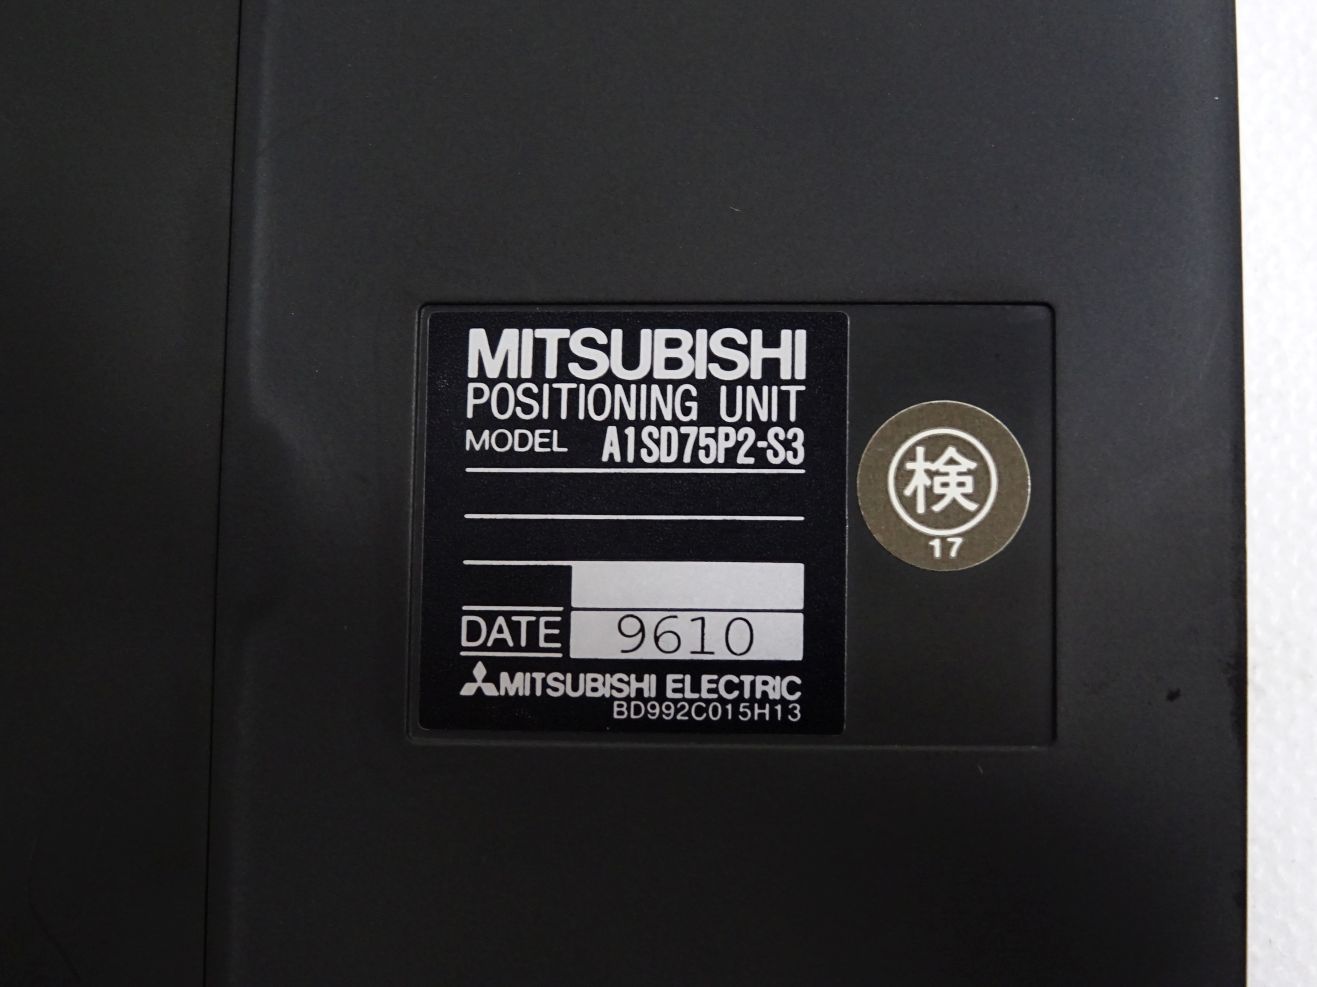 MITSUBISHI
POSITIONING UNIT
MODEL A1SD75P2-S3
検
17
DATE 9610
MITSUBISHI ELECTRIC
BD992C015H13